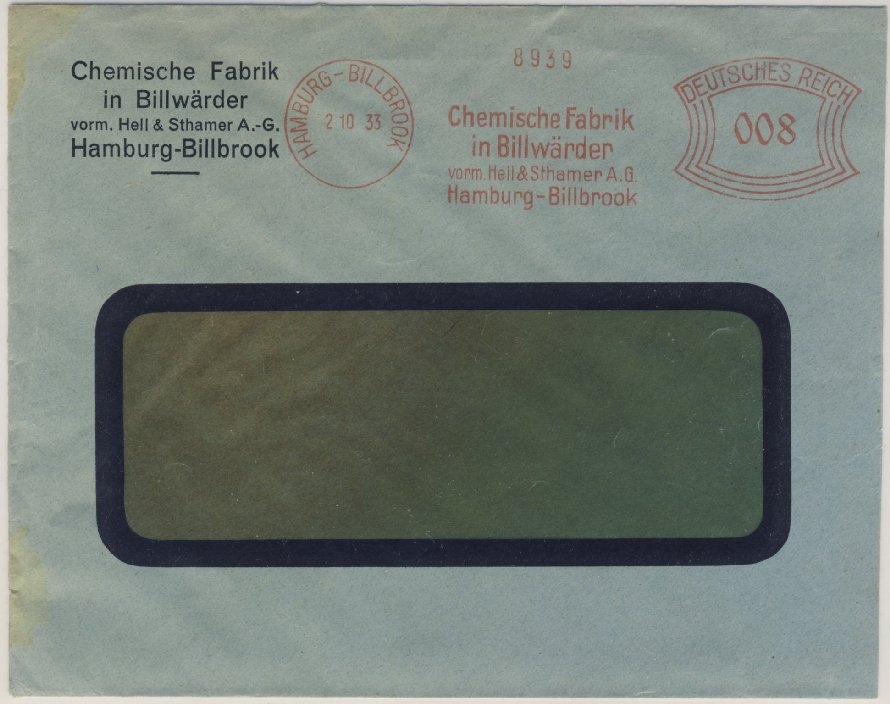 Chemische Fabrik
in Billwärder
vorm. Hell & Sthamer A.-G.
Hamburg-Billbrook
HAMBURG-BILLBROOK
2 10 33
8939
Chemische Fabrik
in Billwärder
vorm. Hell & Sthamer A.G.
Hamburg-Billbrook
DEUTSCHES REICH
008